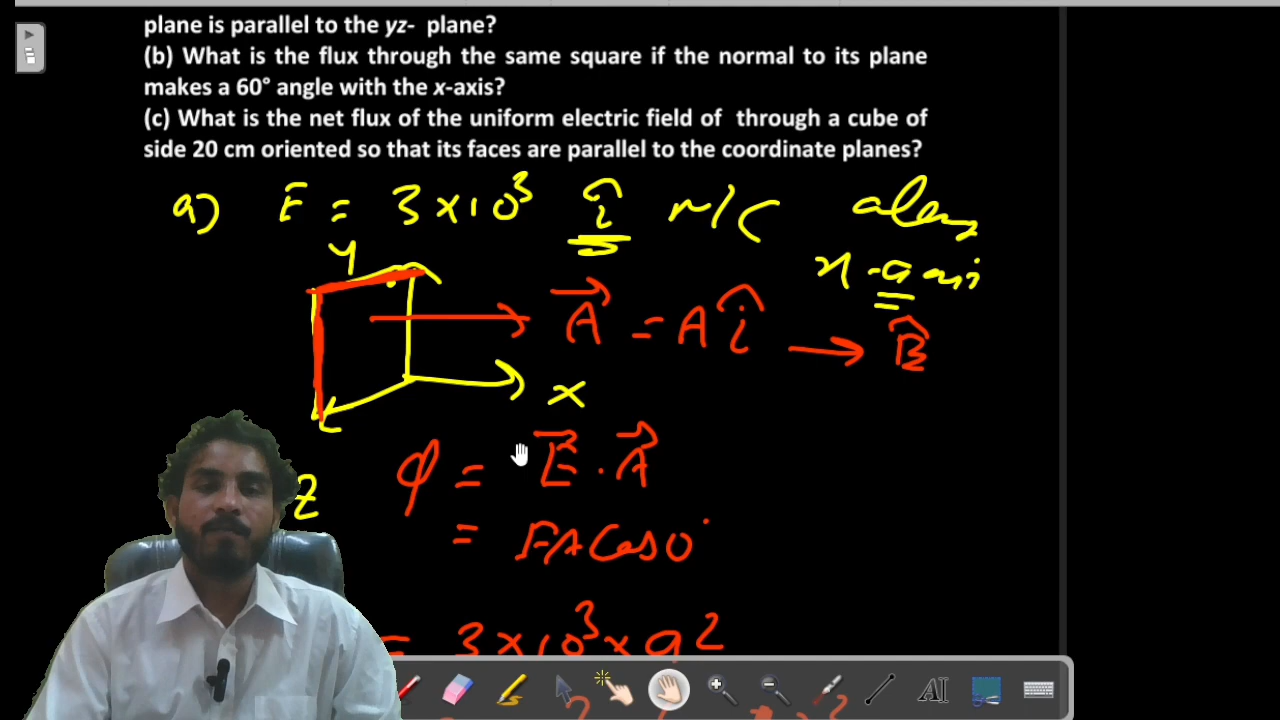 plane is parallel to the yz- plane?
(b) What is the flux through the same square if the normal to its plane
makes a 60° angle with the x-axis?
(c) What is the net flux of the uniform electric field of through a cube of
side 20 cm oriented so that its faces are parallel to the coordinate planes?
a) E = 3×10³ î N/C along
x-axis
y
A⃗ = A î →
x
φ = E⃗ . A⃗
z
= EA Cos 0°
= 3×10³×a²
AI